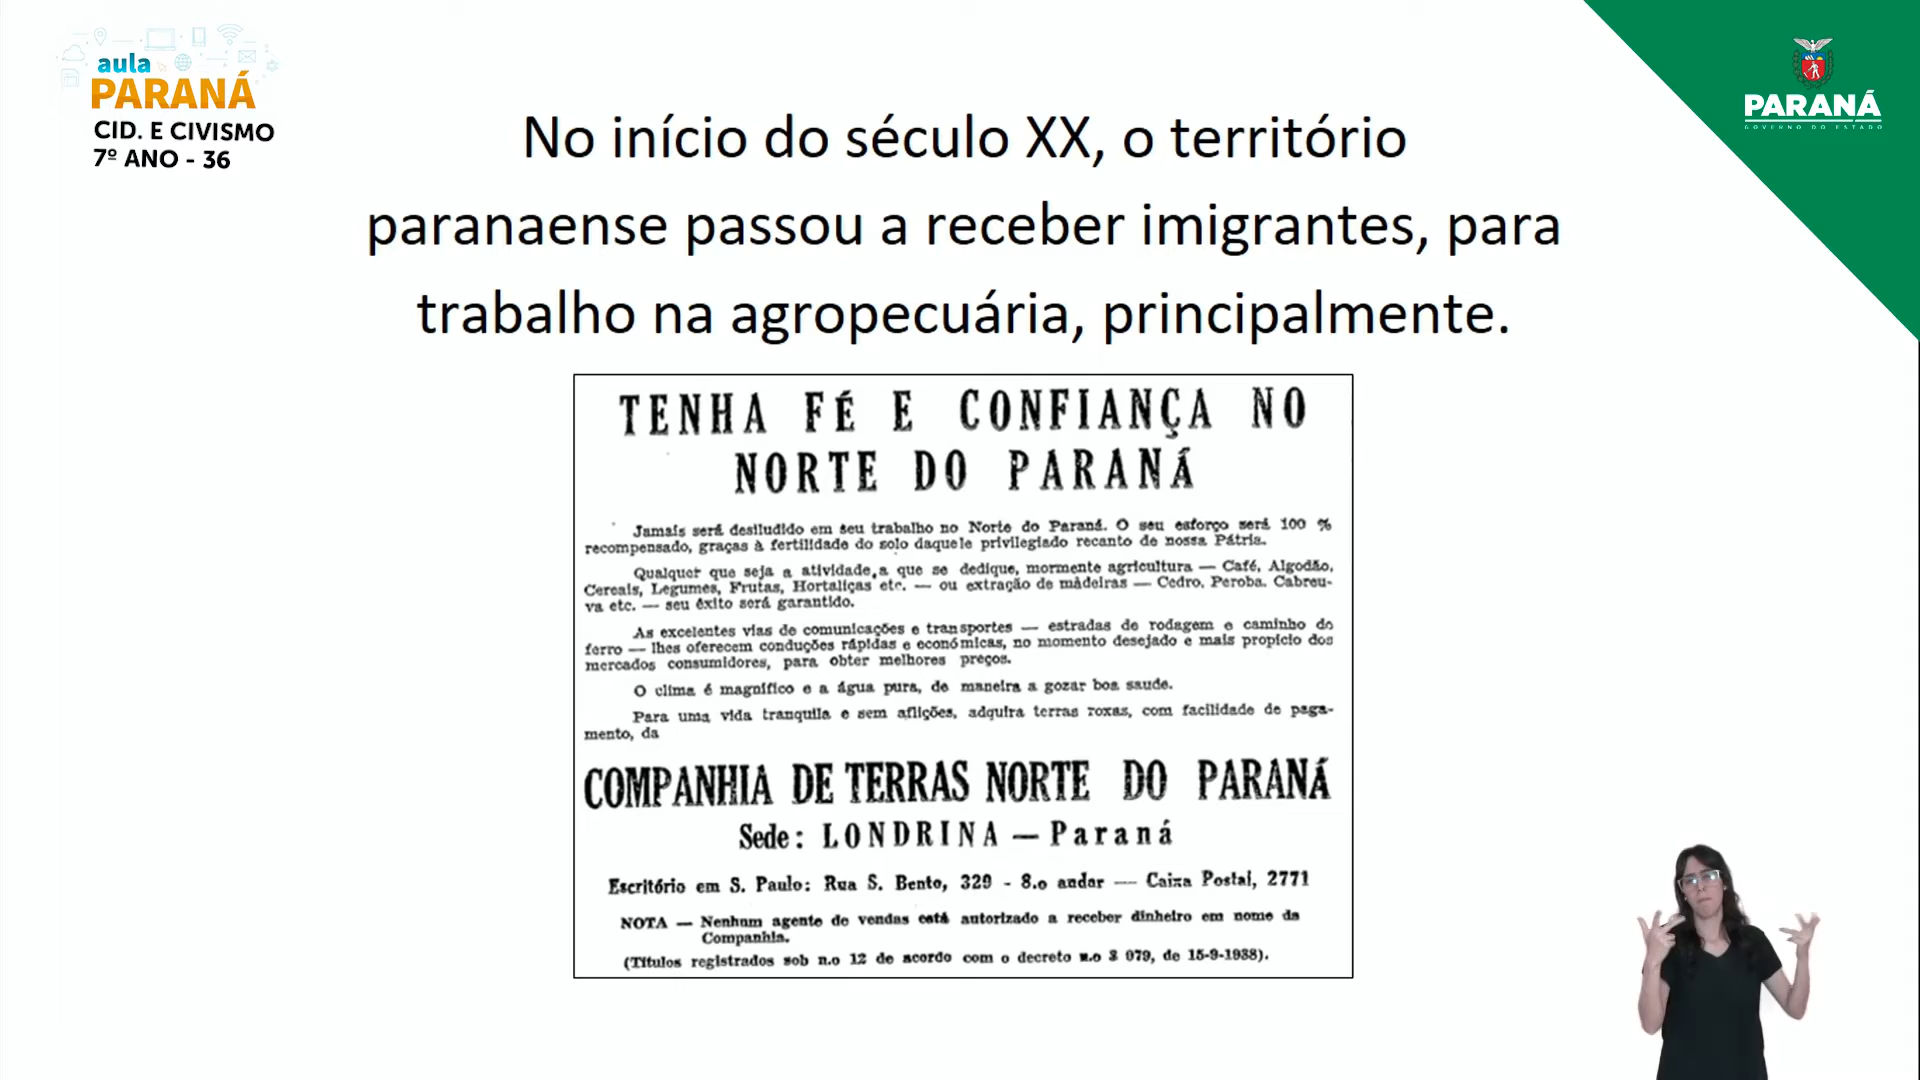 aula
PARANÁ
CID. E CIVISMO
7º ANO - 36
PARANÁ
GOVERNO DO ESTADO
No início do século XX, o território
paranaense passou a receber imigrantes, para
trabalho na agropecuária, principalmente.
TENHA FÉ E CONFIANÇA NO
NORTE DO PARANÁ
Jamais será desiludido em seu trabalho no Norte do Paraná. O seu esforço será 100 %
recompensado, graças à fertilidade do solo daquele privilegiado recanto de nossa Pátria.
Qualquer que seja a atividade, a que se dedique, mormente agricultura — Café, Algodão,
Cereais, Legumes, Frutas, Hortaliças etc. — ou extração de màdeiras — Cedro, Peroba, Cabreu-
va etc. — seu êxito será garantido.
As excelentes vias de comunicações e transportes — estradas de rodagem e caminho de
ferro — lhes oferecem conduções rápidas e económicas, no momento desejado e mais propício dos
mercados consumidores, para obter melhores preços.
O clima é magnífico e a água pura, de maneira a gozar boa saude.
Para uma vida tranquila e sem aflições, adquira terras roxas, com facilidade de paga-
mento, da
COMPANHIA DE TERRAS NORTE DO PARANÁ
Sede: LONDRINA — Paraná
Escritório em S. Paulo: Rua S. Bento, 329 - 8.o andar — Caixa Postal, 2771
NOTA — Nenhum agente de vendas está autorizado a receber dinheiro em nome da
Companhia.
(Títulos registrados sob n.o 12 de acordo com o decreto n.o 3 079, de 15-9-1938).